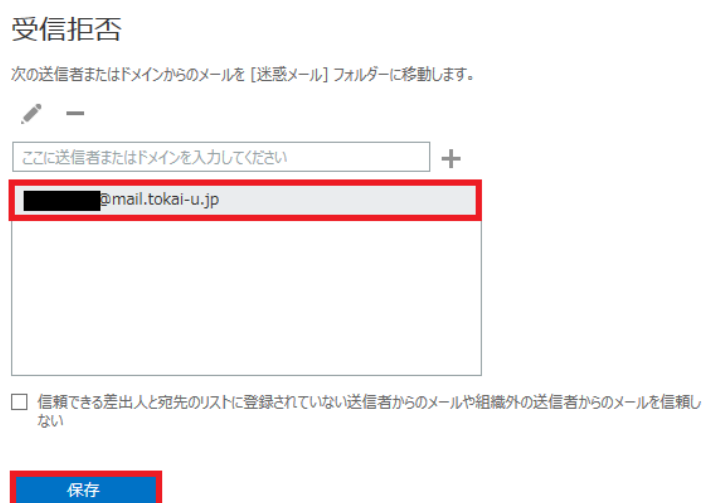 受信拒否
次の送信者またはドメインからのメールを [迷惑メール] フォルダーに移動します。
ここに送信者またはドメインを入力してください
@mail.tokai-u.jp
信頼できる差出人と宛先のリストに登録されていない送信者からのメールや組織外の送信者からのメールを信頼し
ない
保存